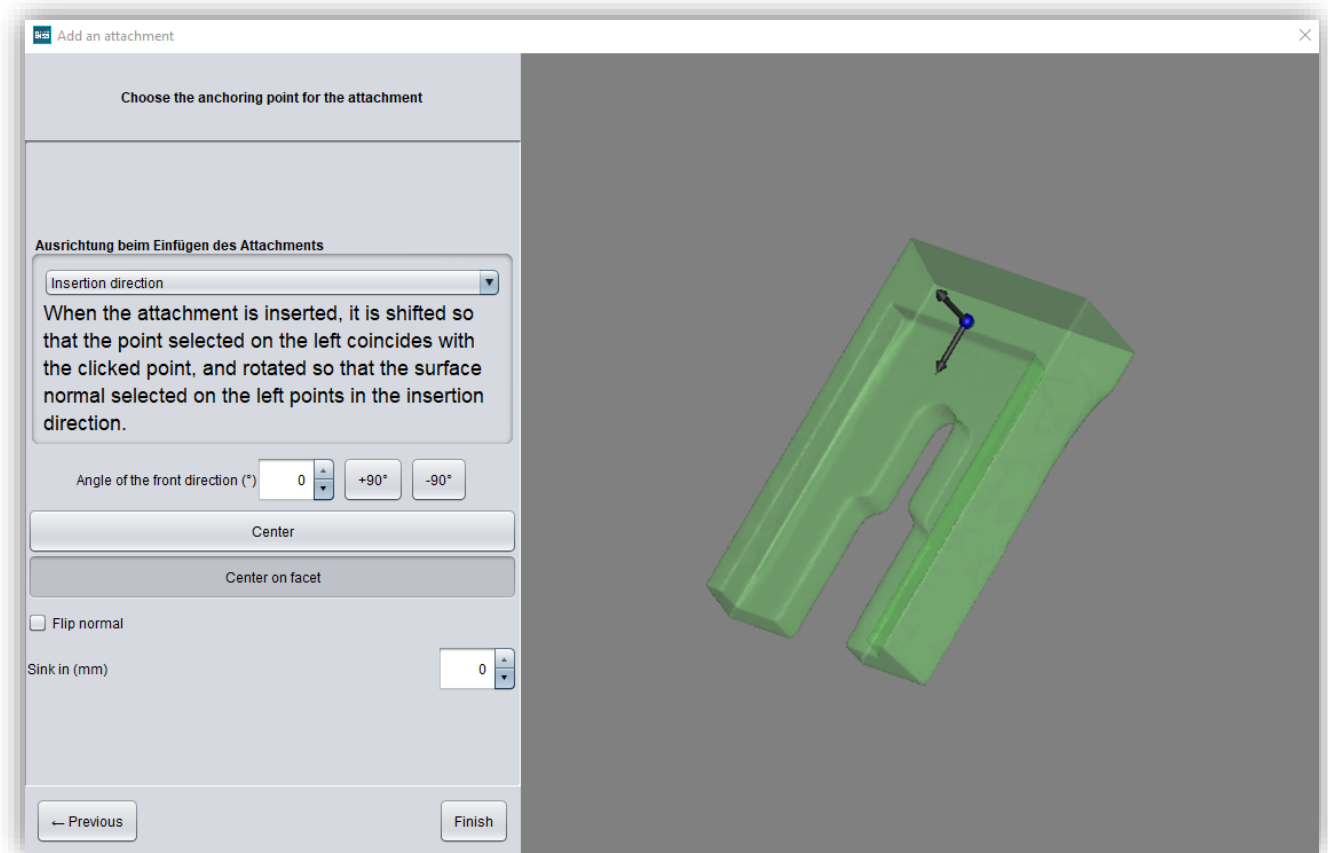 Add an attachment
Choose the anchoring point for the attachment
Ausrichtung beim Einfügen des Attachments
Insertion direction
When the attachment is inserted, it is shifted so
that the point selected on the left coincides with
the clicked point, and rotated so that the surface
normal selected on the left points in the insertion
direction.
Angle of the front direction (°) 0 +90° -90°
Center
Center on facet
Flip normal
Sink in (mm) 0
← Previous Finish